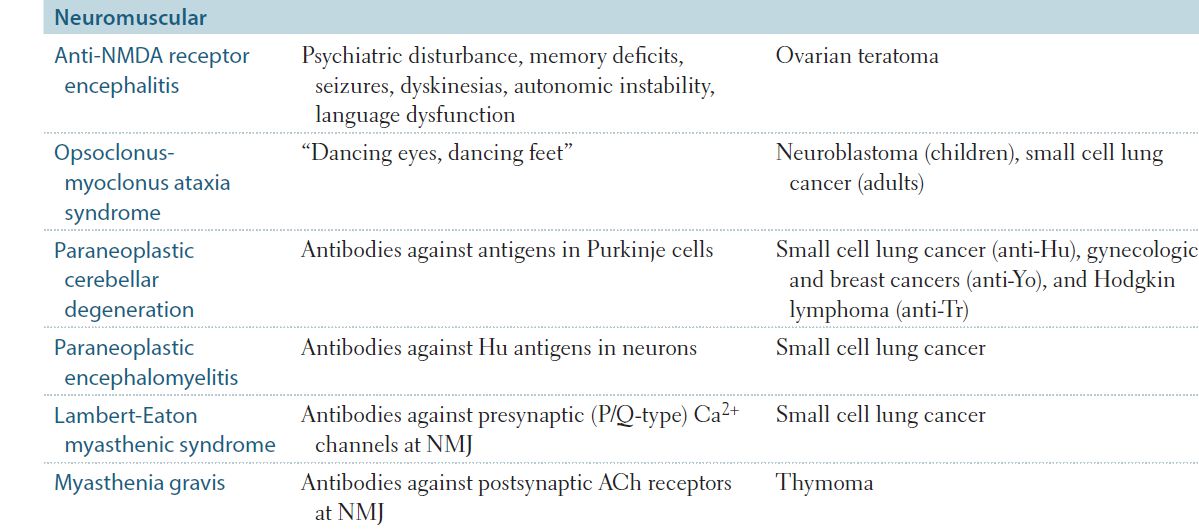 Neuromuscular
Anti-NMDA receptor
encephalitis
Psychiatric disturbance, memory deficits,
seizures, dyskinesias, autonomic instability,
language dysfunction
Ovarian teratoma
Opsoclonus-
myoclonus ataxia
syndrome
“Dancing eyes, dancing feet”
Neuroblastoma (children), small cell lung
cancer (adults)
Paraneoplastic
cerebellar
degeneration
Antibodies against antigens in Purkinje cells
Small cell lung cancer (anti-Hu), gynecologic
and breast cancers (anti-Yo), and Hodgkin
lymphoma (anti-Tr)
Paraneoplastic
encephalomyelitis
Antibodies against Hu antigens in neurons
Small cell lung cancer
Lambert-Eaton
myasthenic syndrome
Antibodies against presynaptic (P/Q-type) Ca²⁺
channels at NMJ
Small cell lung cancer
Myasthenia gravis
Antibodies against postsynaptic ACh receptors
at NMJ
Thymoma